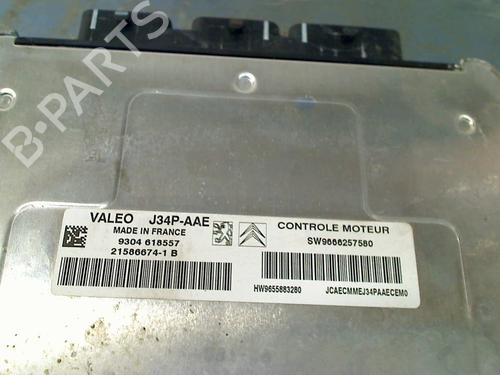 B-PARTS
VALEO J34P-AAE
MADE IN FRANCE
9304 618557
21586674-1 B
CONTROLE MOTEUR
SW9666257580
HW9655883280
JCAECMMEJ34PAAECEM0